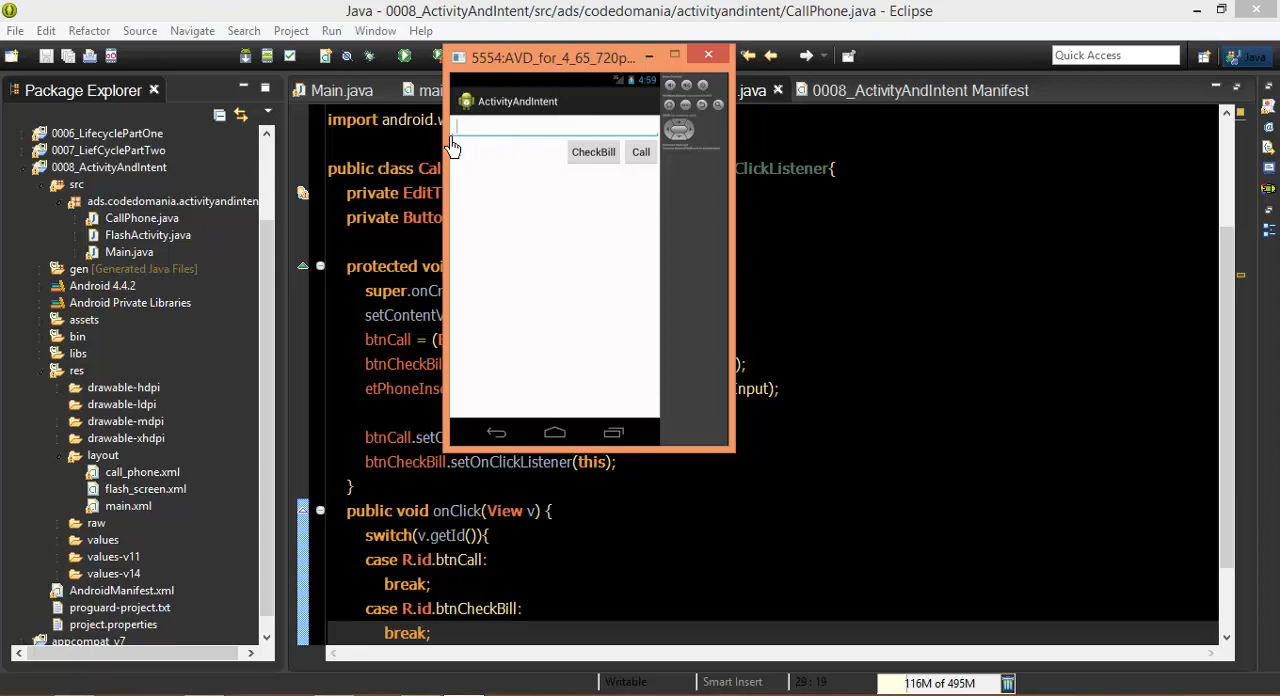 Java - 0008_ActivityAndIntent/src/ads/codedomania/activityandintent/CallPhone.java - Eclipse
File Edit Refactor Source Navigate Search Project Run Window Help
Quick Access
Java
Package Explorer
Main.java
mai
.java
0008_ActivityAndIntent Manifest
0006_LifecyclePartOne
0007_LiefCyclePartTwo
0008_ActivityAndIntent
src
ads.codedomania.activityandinten
CallPhone.java
FlashActivity.java
Main.java
gen [Generated Java Files]
Android 4.4.2
Android Private Libraries
assets
bin
libs
res
drawable-hdpi
drawable-ldpi
drawable-mdpi
drawable-xhdpi
layout
call_phone.xml
flash_screen.xml
main.xml
raw
values
values-v11
values-v14
AndroidManifest.xml
proguard-project.txt
project.properties
appcompat_v7
5554:AVD_for_4_65_720p...
4:59
ActivityAndIntent
CheckBill
Call
import android.w
public class Cal
ClickListener{
private EditT
private Butto
protected voi
super.onCr
setContentV
btnCall = (B
btnCheckBil
);
etPhoneInse
Input);
btnCall.setC
btnCheckBill.setOnClickListener(this);
}
public void onClick(View v) {
switch(v.getId()){
case R.id.btnCall:
break;
case R.id.btnCheckBill:
break;
Writable
Smart Insert
29 : 19
116M of 495M